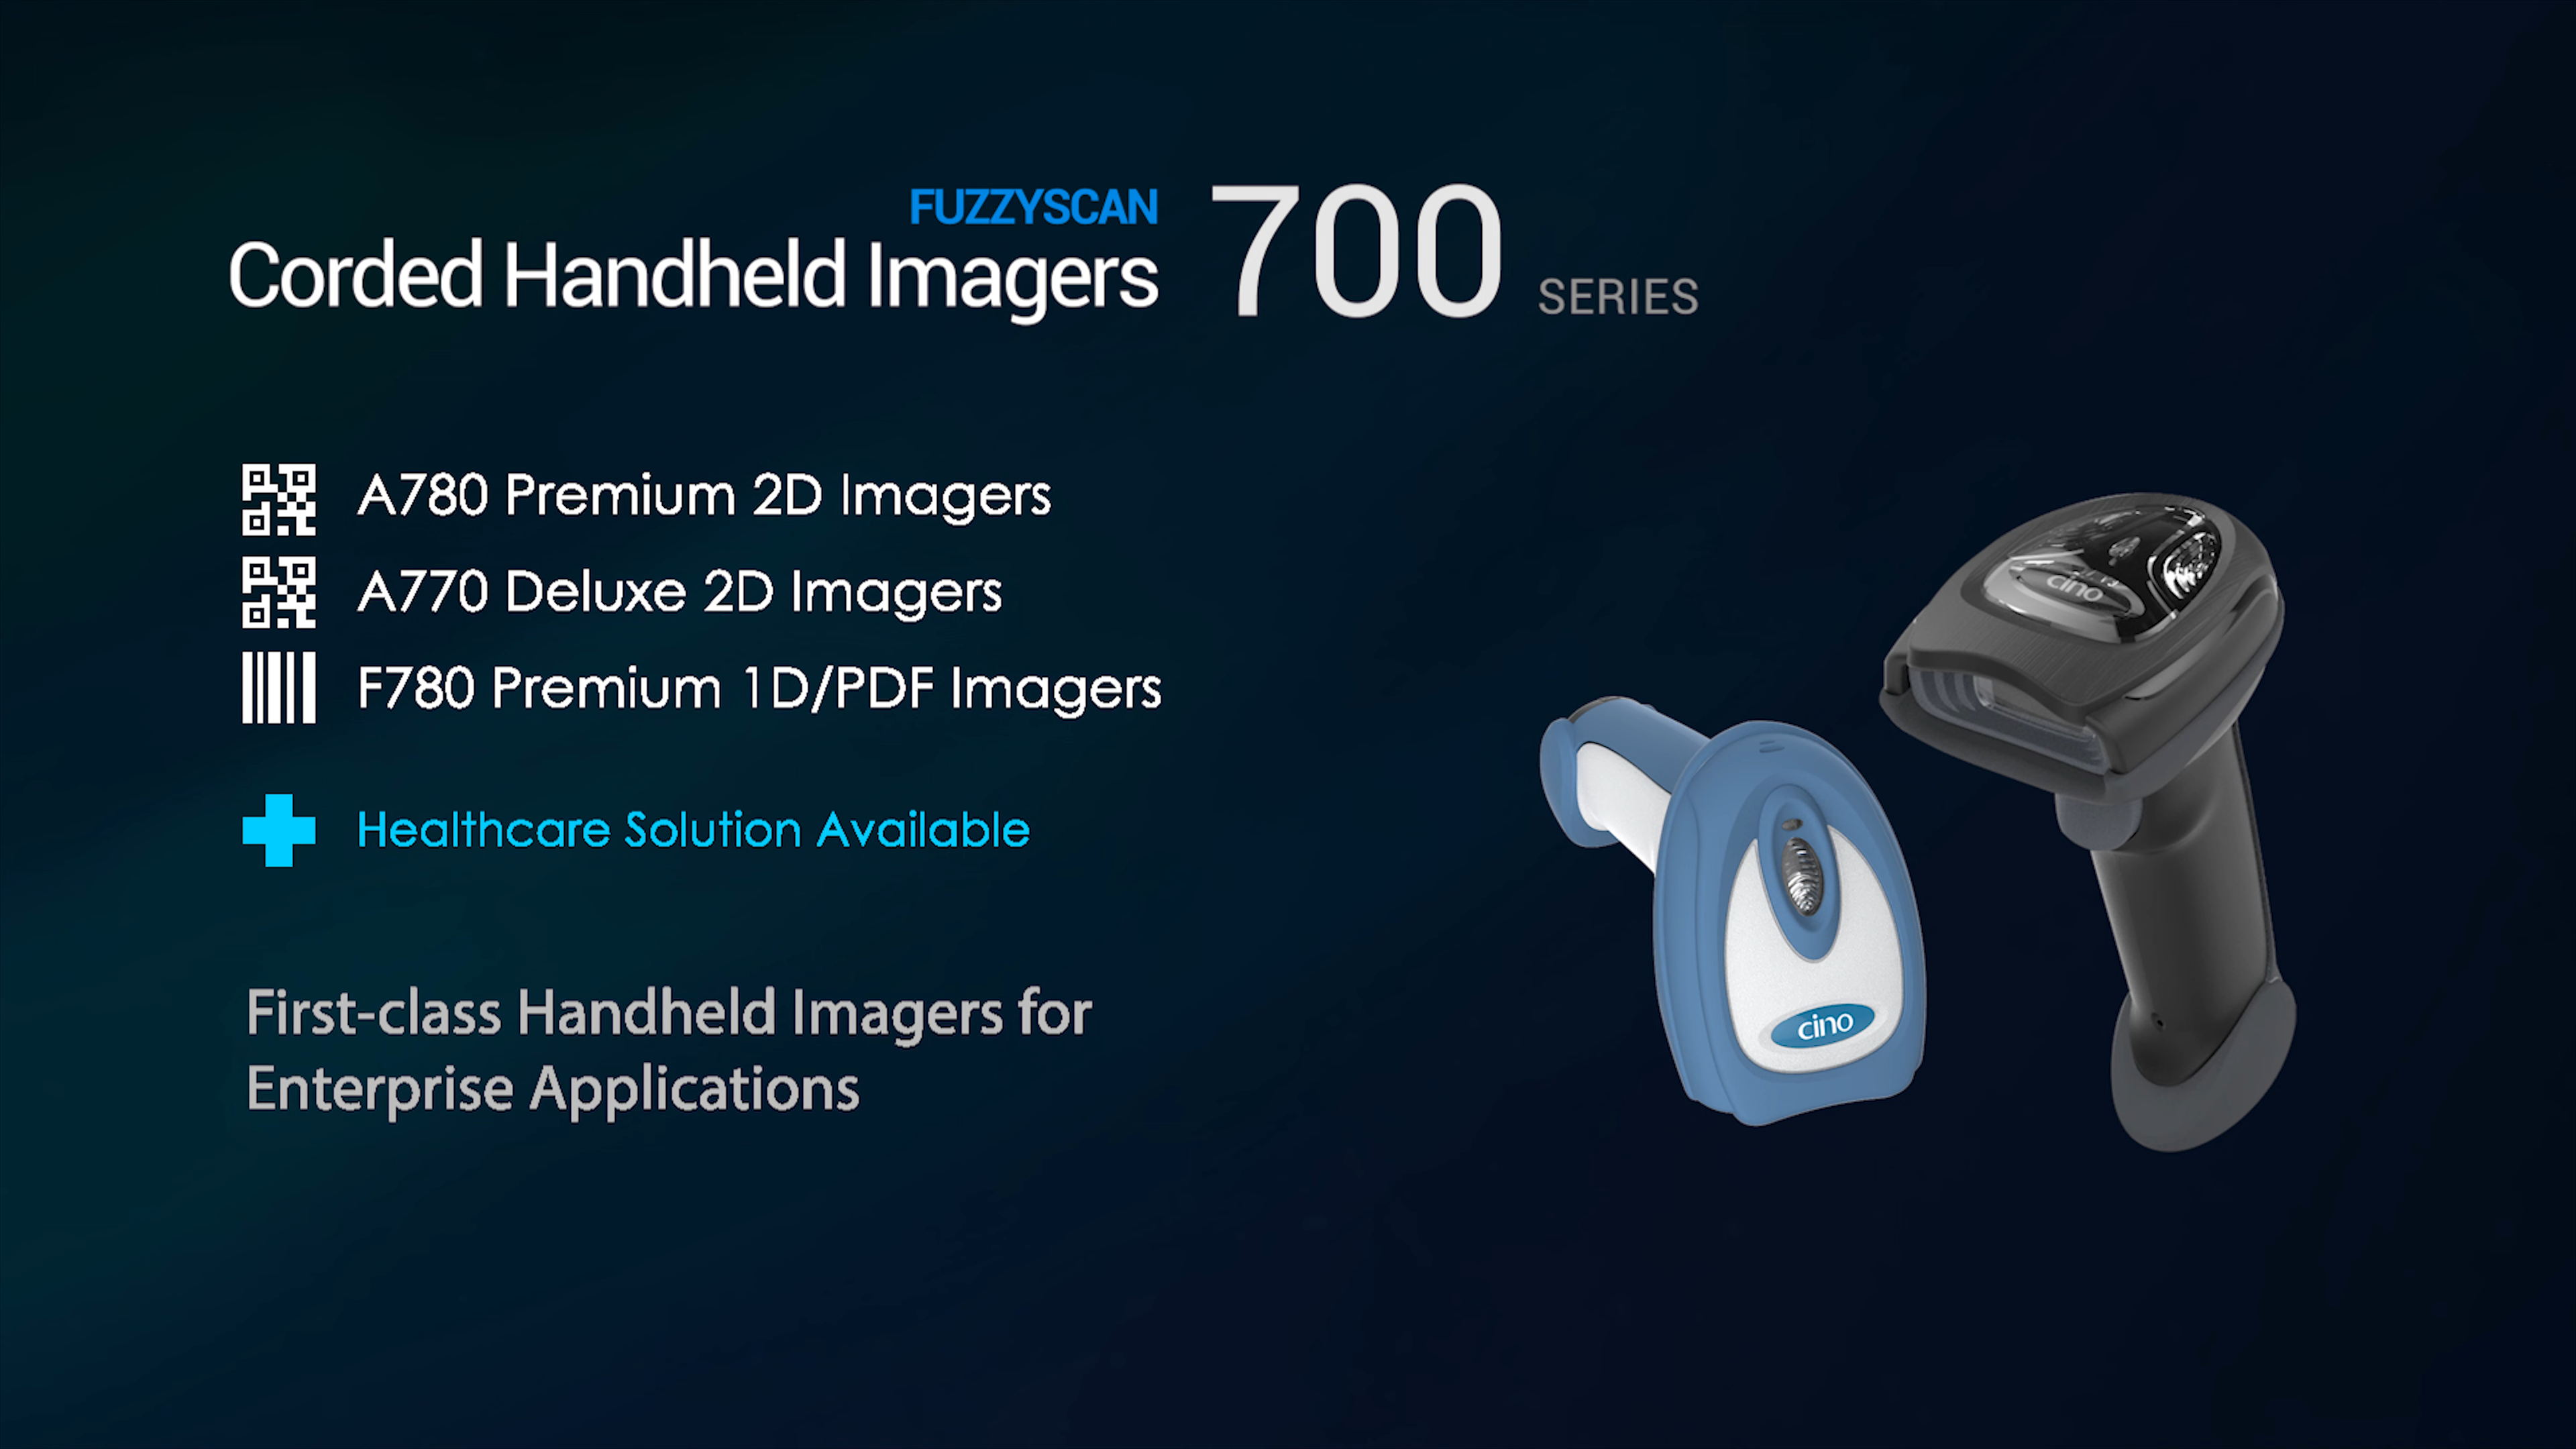 FUZZYSCAN
Corded Handheld Imagers 700 SERIES
A780 Premium 2D Imagers
A770 Deluxe 2D Imagers
F780 Premium 1D/PDF Imagers
Healthcare Solution Available
First-class Handheld Imagers for
Enterprise Applications
cino
cino